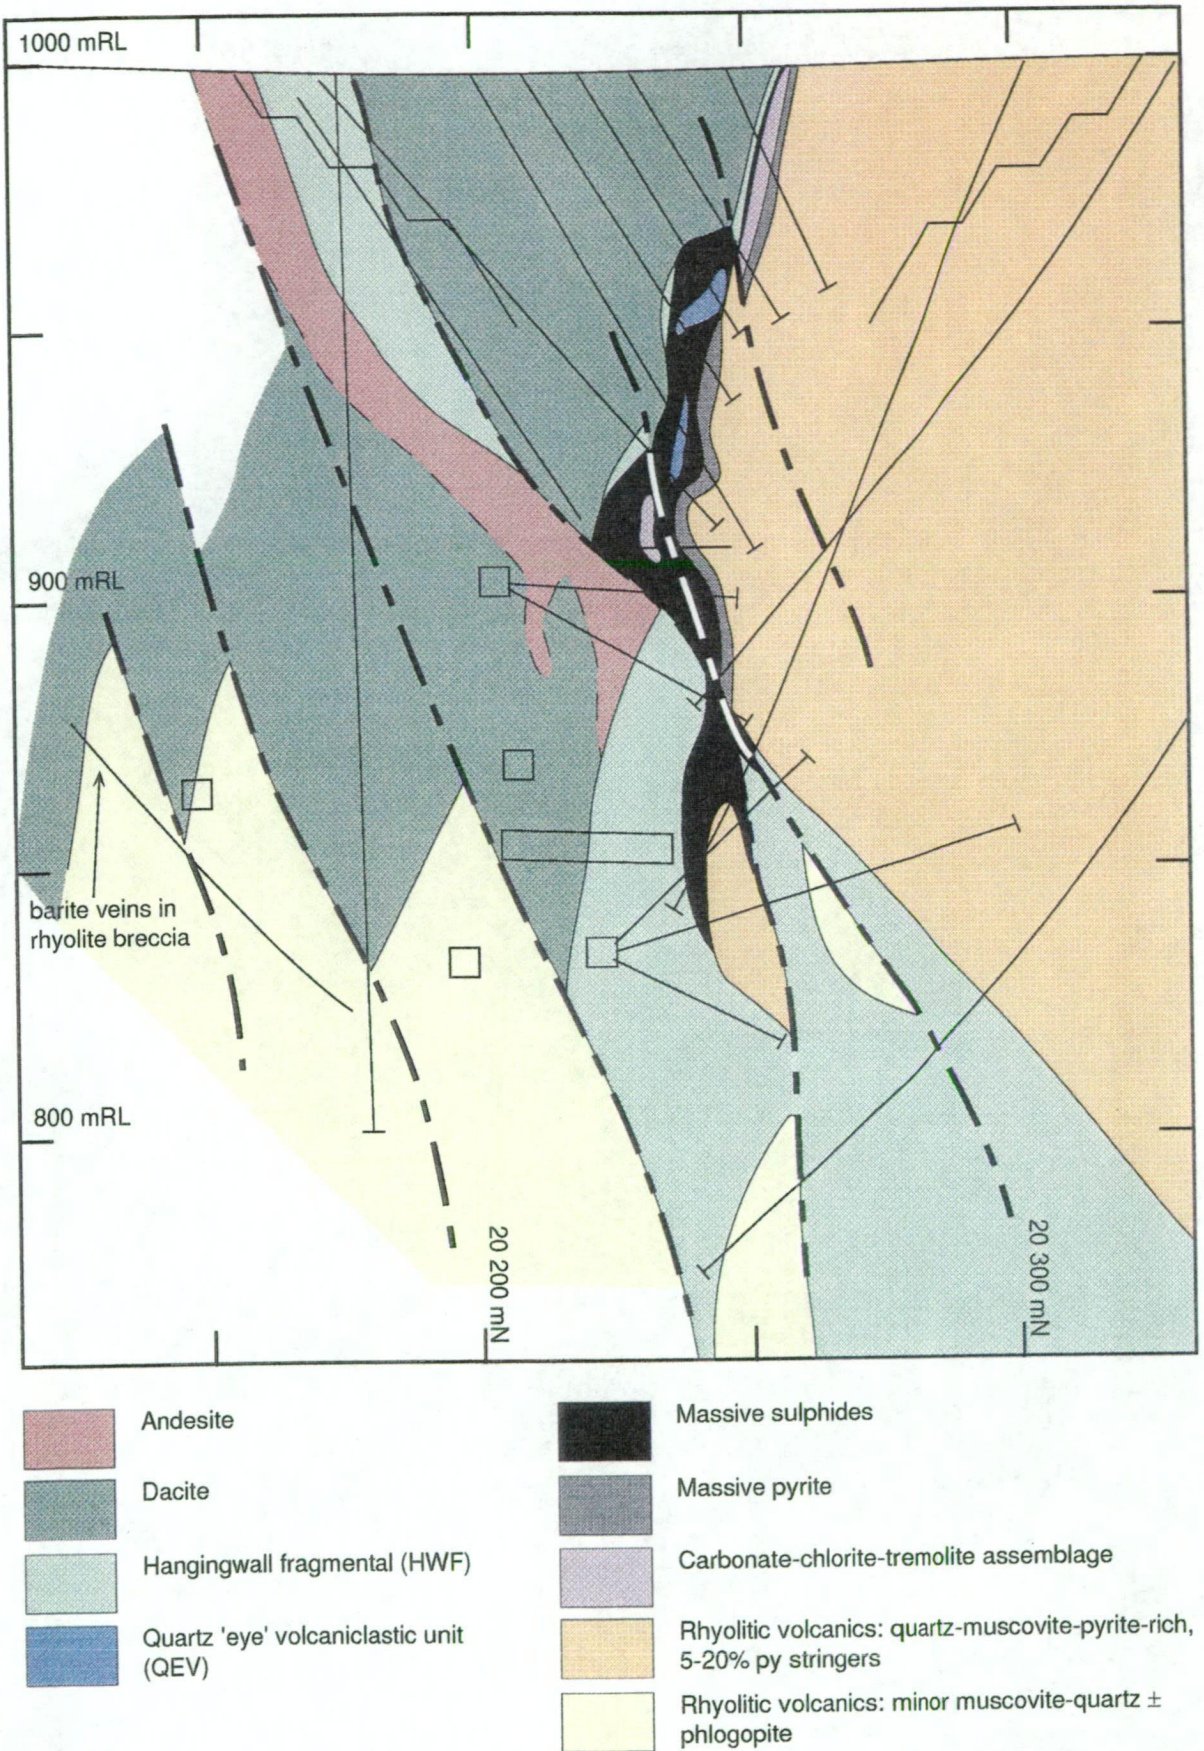 1000 mRL
900 mRL
barite veins in
rhyolite breccia
800 mRL
20 200 mN
20 300 mN
Andesite
Dacite
Hangingwall fragmental (HWF)
Quartz 'eye' volcaniclastic unit
(QEV)
Massive sulphides
Massive pyrite
Carbonate-chlorite-tremolite assemblage
Rhyolitic volcanics: quartz-muscovite-pyrite-rich,
5-20% py stringers
Rhyolitic volcanics: minor muscovite-quartz ±
phlogopite